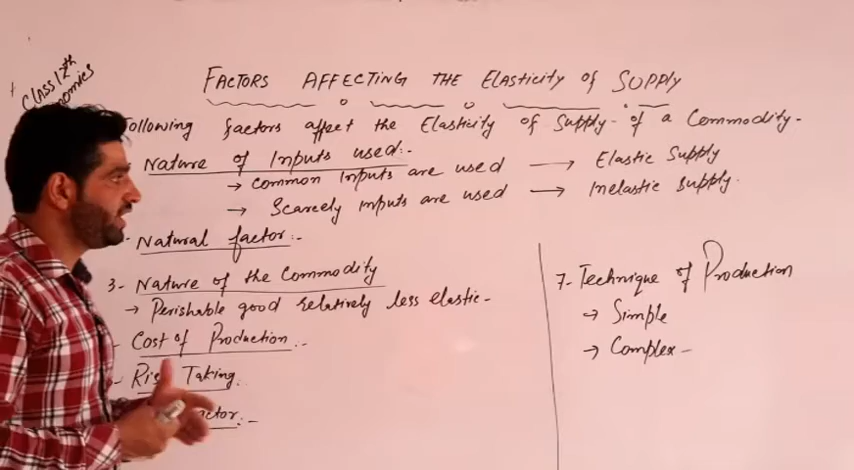 Class 12th
FACTORS AFFECTING THE ELASTICITY OF SUPPLY
Following factors affect the Elasticity of Supply - of a Commodity.
Nature of Inputs used:-
→ Common Inputs are used → Elastic Supply
→ Scarcely inputs are used → Inelastic Supply.
- Natural factor:-
3- Nature of the Commodity
→ Perishable good relatively less elastic-
- Cost of Production:-
- Taking:
7- Technique of Production
→ Simple
→ Complex-